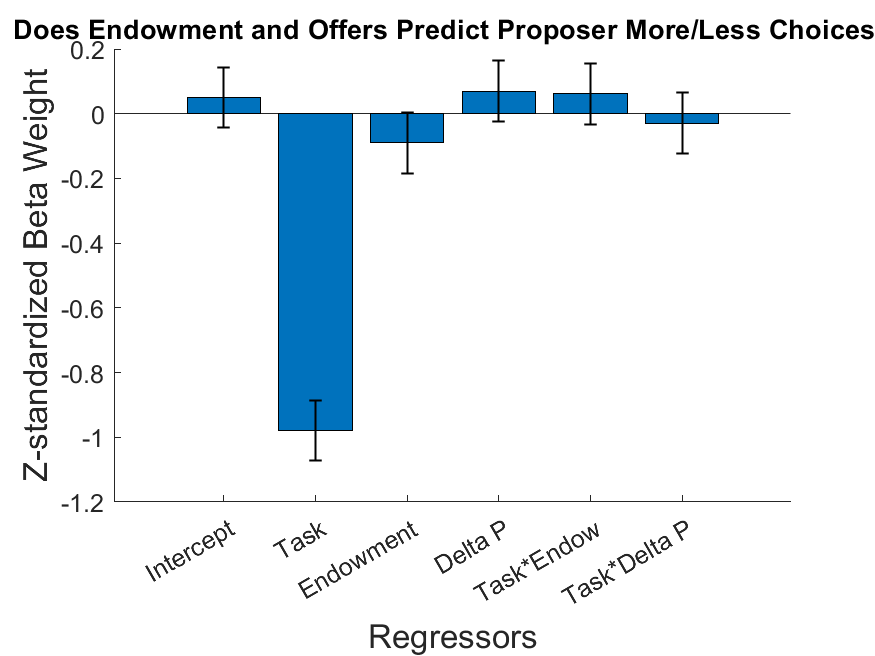 Does Endowment and Offers Predict Proposer More/Less Choices
Z-standardized Beta Weight
0.2
0
-0.2
-0.4
-0.6
-0.8
-1
-1.2
Intercept
Task
Endowment
Delta P
Task*Endow
Task*Delta P
Regressors